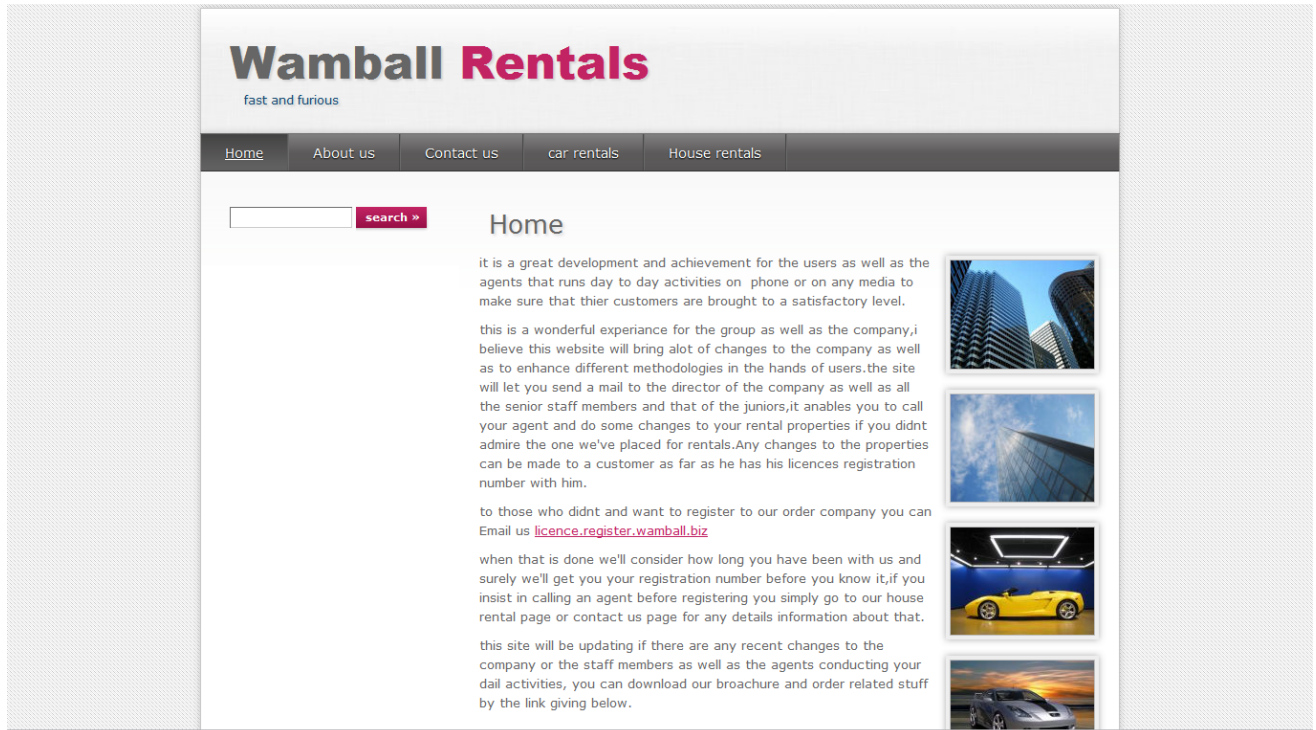 Wamball Rentals
fast and furious
Home
About us
Contact us
car rentals
House rentals
search »
Home
it is a great development and achievement for the users as well as the
agents that runs day to day activities on  phone or on any media to
make sure that thier customers are brought to a satisfactory level.
this is a wonderful experiance for the group as well as the company,i
believe this website will bring alot of changes to the company as well
as to enhance different methodologies in the hands of users.the site
will let you send a mail to the director of the company as well as all
the senior staff members and that of the juniors,it anables you to call
your agent and do some changes to your rental properties if you didnt
admire the one we've placed for rentals.Any changes to the properties
can be made to a customer as far as he has his licences registration
number with him.
to those who didnt and want to register to our order company you can
Email us licence.register.wamball.biz
when that is done we'll consider how long you have been with us and
surely we'll get you your registration number before you know it,if you
insist in calling an agent before registering you simply go to our house
rental page or contact us page for any details information about that.
this site will be updating if there are any recent changes to the
company or the staff members as well as the agents conducting your
dail activities, you can download our broachure and order related stuff
by the link giving below.